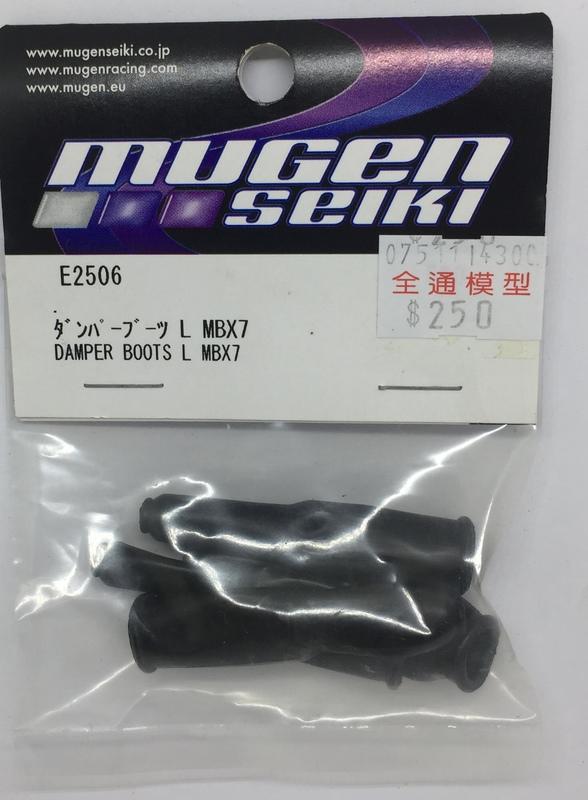 www.mugenseiki.co.jp
www.mugenracing.com
www.mugen.eu
mugen
seiki
E2506
全通模型
$250
ﾀﾞﾝﾊﾟｰﾌﾞｰﾂ L MBX7
DAMPER BOOTS L MBX7